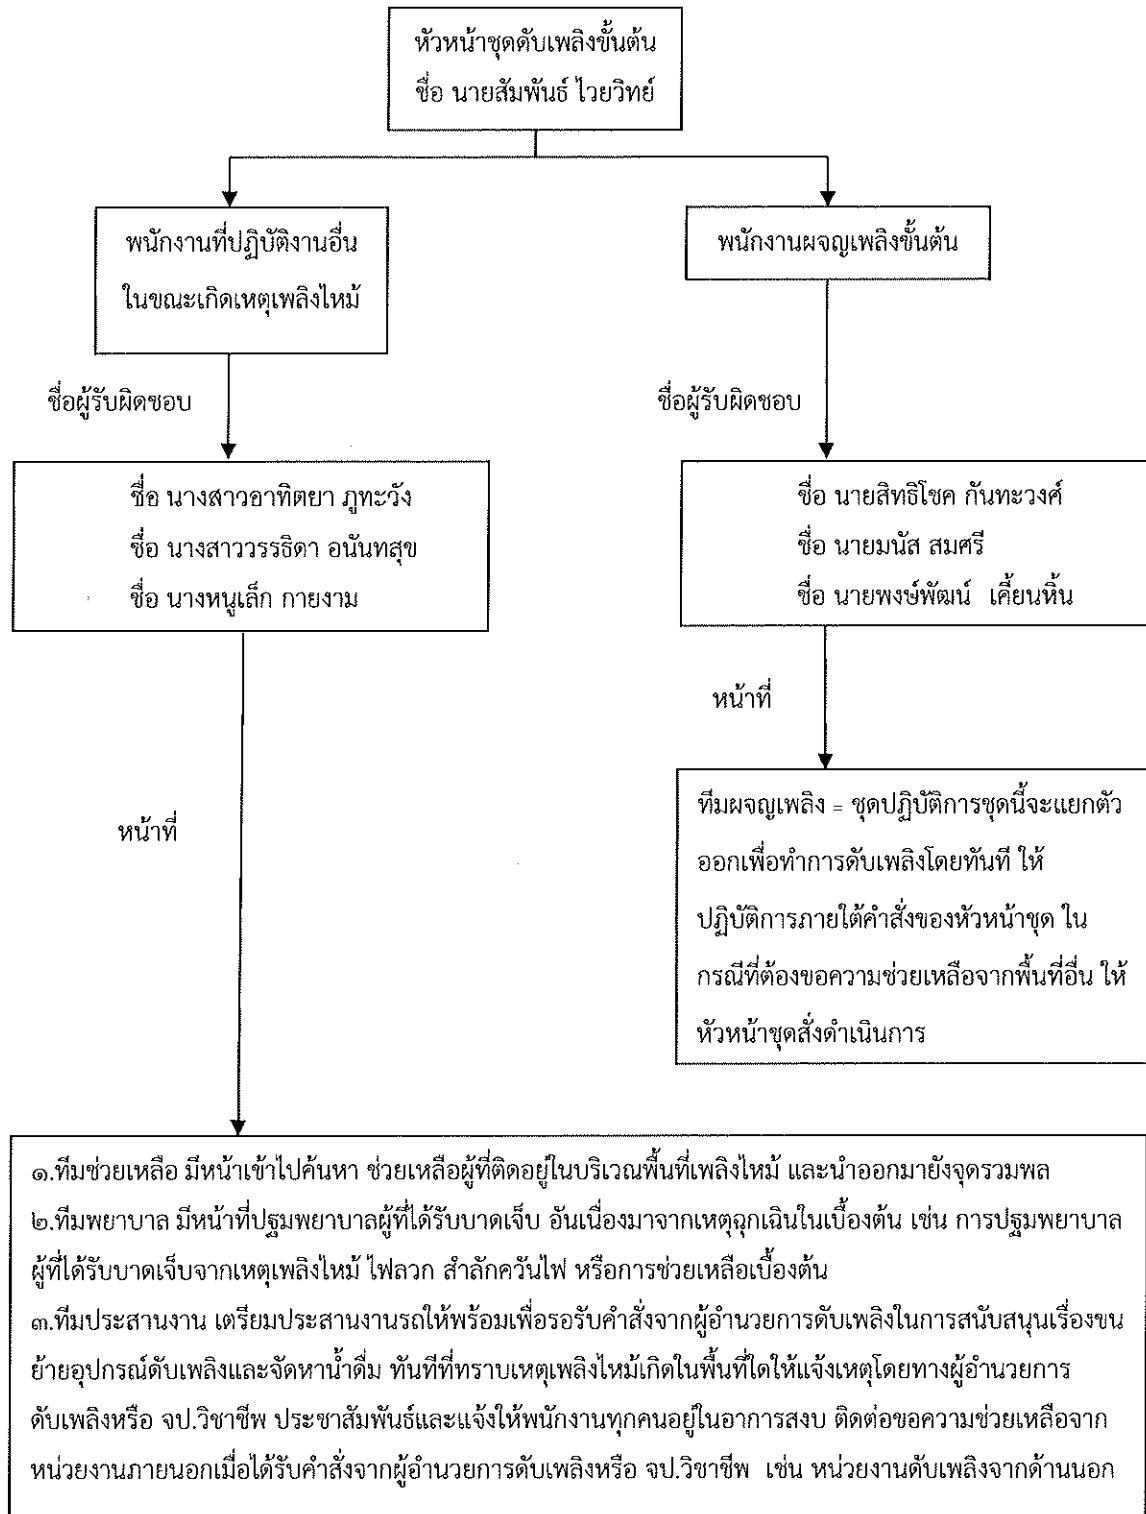 หัวหน้าชุดดับเพลิงขั้นต้น
ชื่อ นายสัมพันธ์ ไวยวิทย์
พนักงานที่ปฏิบัติงานอื่น
ในขณะเกิดเหตุเพลิงไหม้
พนักงานผจญเพลิงขั้นต้น
ชื่อผู้รับผิดชอบ
ชื่อผู้รับผิดชอบ
ชื่อ นางสาวอาทิตยา ภูทะวัง
ชื่อ นางสาววรรธิดา อนันทสุข
ชื่อ นางหนูเล็ก กายงาม
ชื่อ นายสิทธิโชค กันทะวงศ์
ชื่อ นายมนัส สมศรี
ชื่อ นายพงษ์พัฒน์ เคี้ยนหิ้น
หน้าที่
ทีมผจญเพลิง = ชุดปฏิบัติการชุดนี้จะแยกตัว
ออกเพื่อทำการดับเพลิงโดยทันที ให้
ปฏิบัติการภายใต้คำสั่งของหัวหน้าชุด ใน
กรณีที่ต้องขอความช่วยเหลือจากพื้นที่อื่น ให้
หัวหน้าชุดสั่งดำเนินการ
หน้าที่
๑.ทีมช่วยเหลือ มีหน้าเข้าไปค้นหา ช่วยเหลือผู้ที่ติดอยู่ในบริเวณพื้นที่เพลิงไหม้ และนำออกมายังจุดรวมพล
๒.ทีมพยาบาล มีหน้าที่ปฐมพยาบาลผู้ที่ได้รับบาดเจ็บ อันเนื่องมาจากเหตุฉุกเฉินในเบื้องต้น เช่น การปฐมพยาบาล
ผู้ที่ได้รับบาดเจ็บจากเหตุเพลิงไหม้ ไฟลวก สำลักควันไฟ หรือการช่วยเหลือเบื้องต้น
๓.ทีมประสานงาน เตรียมประสานงานรถให้พร้อมเพื่อรอรับคำสั่งจากผู้อำนวยการดับเพลิงในการสนับสนุนเรื่องขน
ย้ายอุปกรณ์ดับเพลิงและจัดหาน้ำดื่ม ทันทีที่ทราบเหตุเพลิงไหม้เกิดในพื้นที่ใดให้แจ้งเหตุโดยทางผู้อำนวยการ
ดับเพลิงหรือ จป.วิชาชีพ ประชาสัมพันธ์และแจ้งให้พนักงานทุกคนอยู่ในอาการสงบ ติดต่อขอความช่วยเหลือจาก
หน่วยงานภายนอกเมื่อได้รับคำสั่งจากผู้อำนวยการดับเพลิงหรือ จป.วิชาชีพ เช่น หน่วยงานดับเพลิงจากด้านนอก